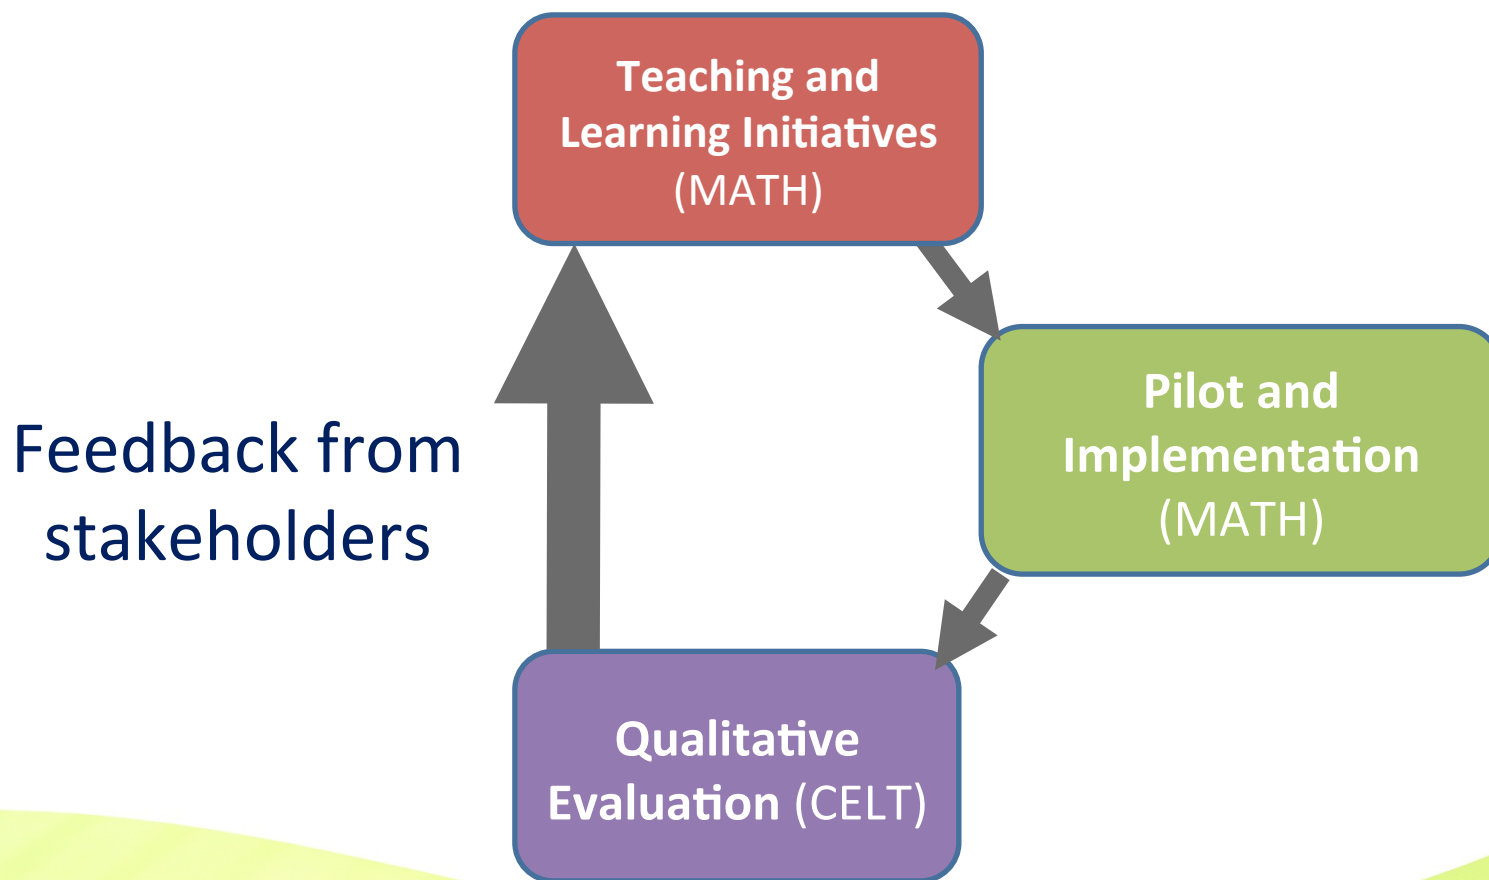 Teaching and
Learning Initiatives
(MATH)
Pilot and
Implementation
(MATH)
Feedback from
stakeholders
Qualitative
Evaluation (CELT)